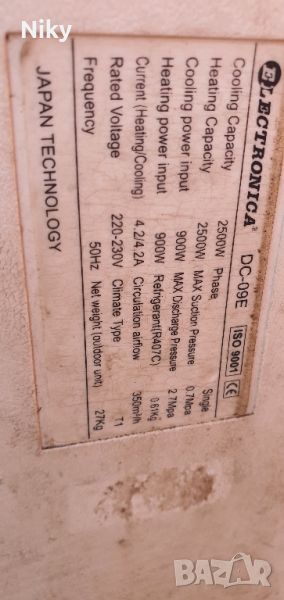 Niky
ELECTRONICA® DC-09E ISO 9001 CE
Cooling Capacity 2500W Phase Single
Heating Capacity 2500W MAX Suction Pressure 0.7Mpa
Cooling power input 900W MAX Discharge Pressure 2.7Mpa
Heating power input 900W Refrigerant(R407C) 0.61Kg
Current (Heating/Cooling) 4.2/4.2A Circulation airflow 350m³/h
Rated Voltage 220-230V Climate Type T1
Frequency 50Hz Net weight (outdoor unit) 27Kg
JAPAN TECHNOLOGY
BAZAR